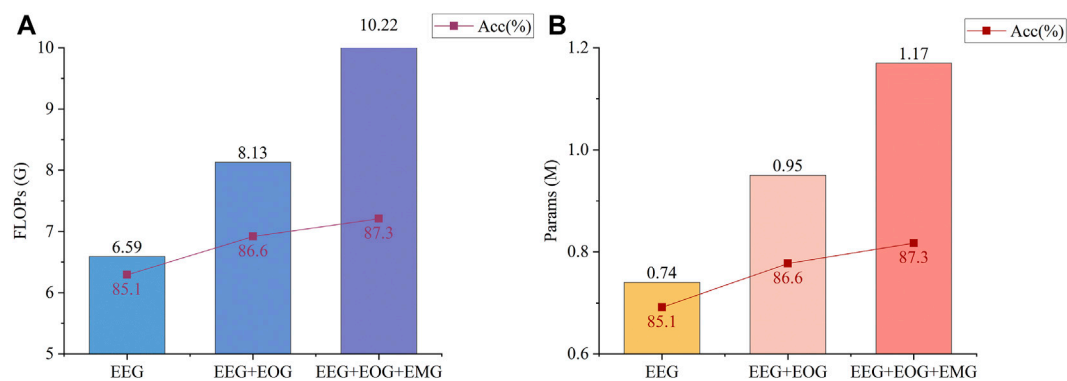 A
Acc(%)
FLOPs (G)
10
9
8
7
6
5
6.59
8.13
10.22
85.1
86.6
87.3
EEG
EEG+EOG
EEG+EOG+EMG
B
Acc(%)
Params (M)
1.2
1.0
0.8
0.6
0.74
0.95
1.17
85.1
86.6
87.3
EEG
EEG+EOG
EEG+EOG+EMG